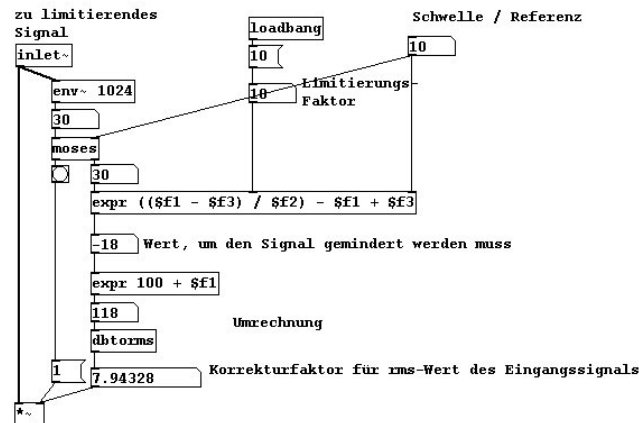 zu limitierendes
Signal
inlet~
loadbang
Schwelle / Referenz
10
10
env~ 1024
10
Limitierungs-
Faktor
30
moses
30
expr (($f1 - $f3) / $f2) - $f1 + $f3
-18
Wert, um den Signal gemindert werden muss
expr 100 + $f1
118
Umrechnung
dbtorms
1
7.94328
Korrekturfaktor für rms-Wert des Eingangssignals
*~